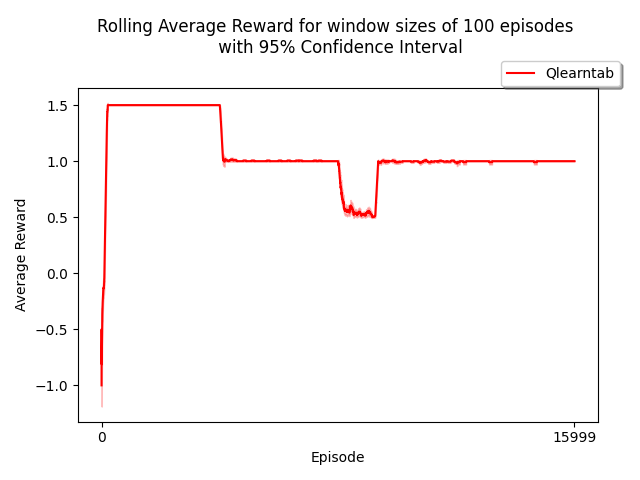 Rolling Average Reward for window sizes of 100 episodes
with 95% Confidence Interval
Qlearntab
1.5
1.0
0.5
0.0
−0.5
−1.0
Average Reward
0
15999
Episode